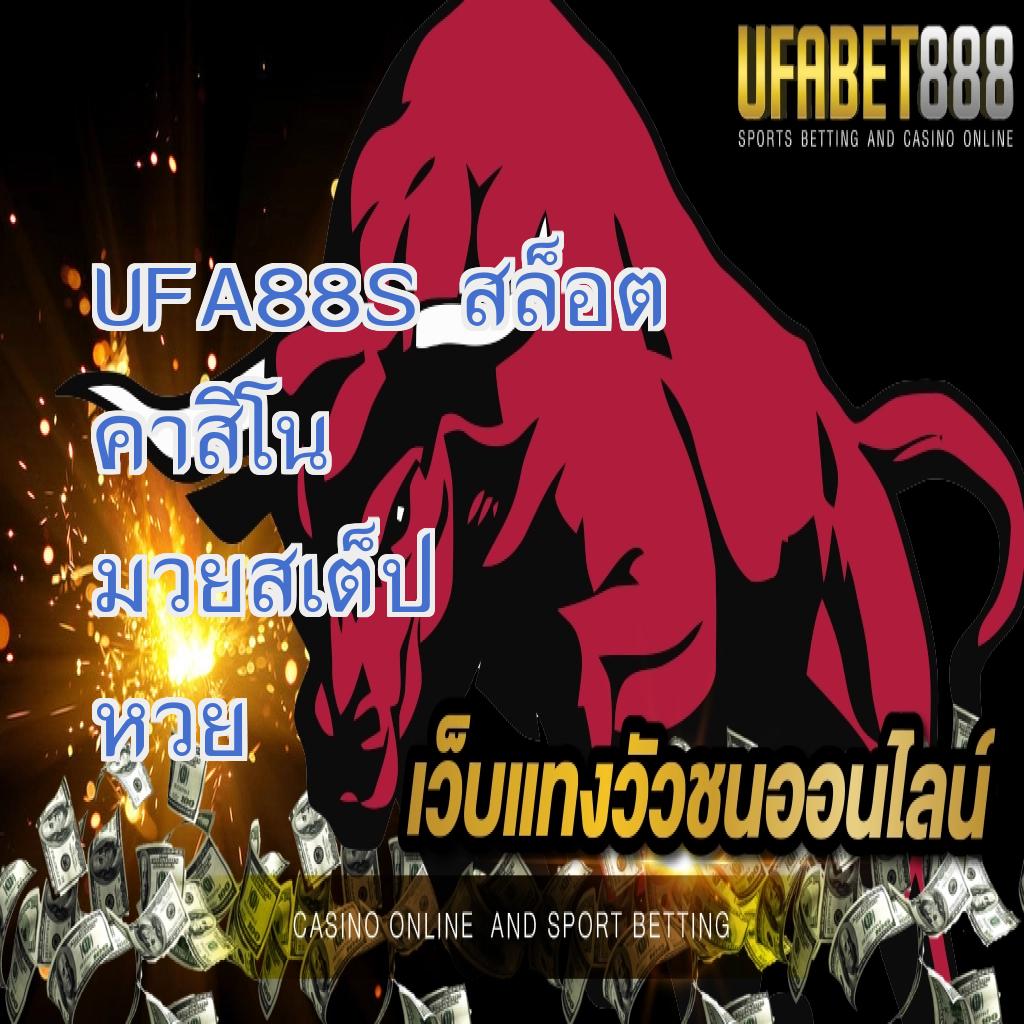 UFABET888
SPORTS BETTING AND CASINO ONLINE
UFA88S สล็อต
คาสิโน
มวยสเต็ป
หวย
เว็บแทงวัวชนออนไลน์
CASINO ONLINE AND SPORT BETTING